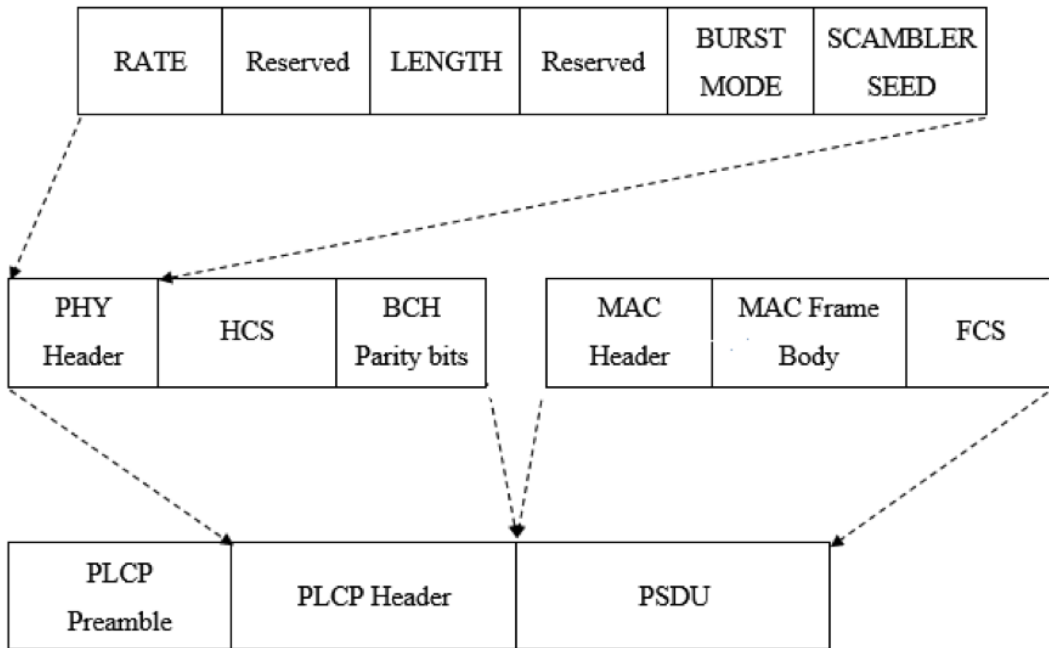 RATE
Reserved
LENGTH
Reserved
BURST
MODE
SCAMBLER
SEED
PHY
Header
HCS
BCH
Parity bits
MAC
Header
MAC Frame
Body
FCS
PLCP
Preamble
PLCP Header
PSDU